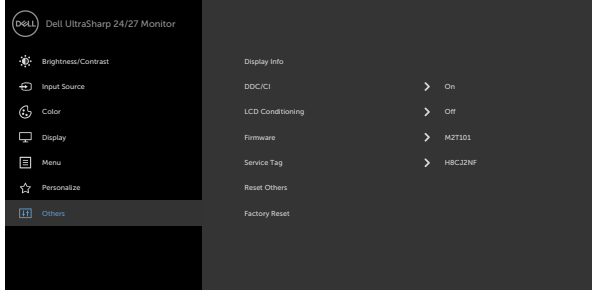 DELL Dell UltraSharp 24/27 Monitor
Brightness/Contrast Display Info
Input Source DDC/CI On
Color LCD Conditioning Off
Display Firmware M2T101
Menu Service Tag H8CJ2NF
Personalize Reset Others
Others Factory Reset